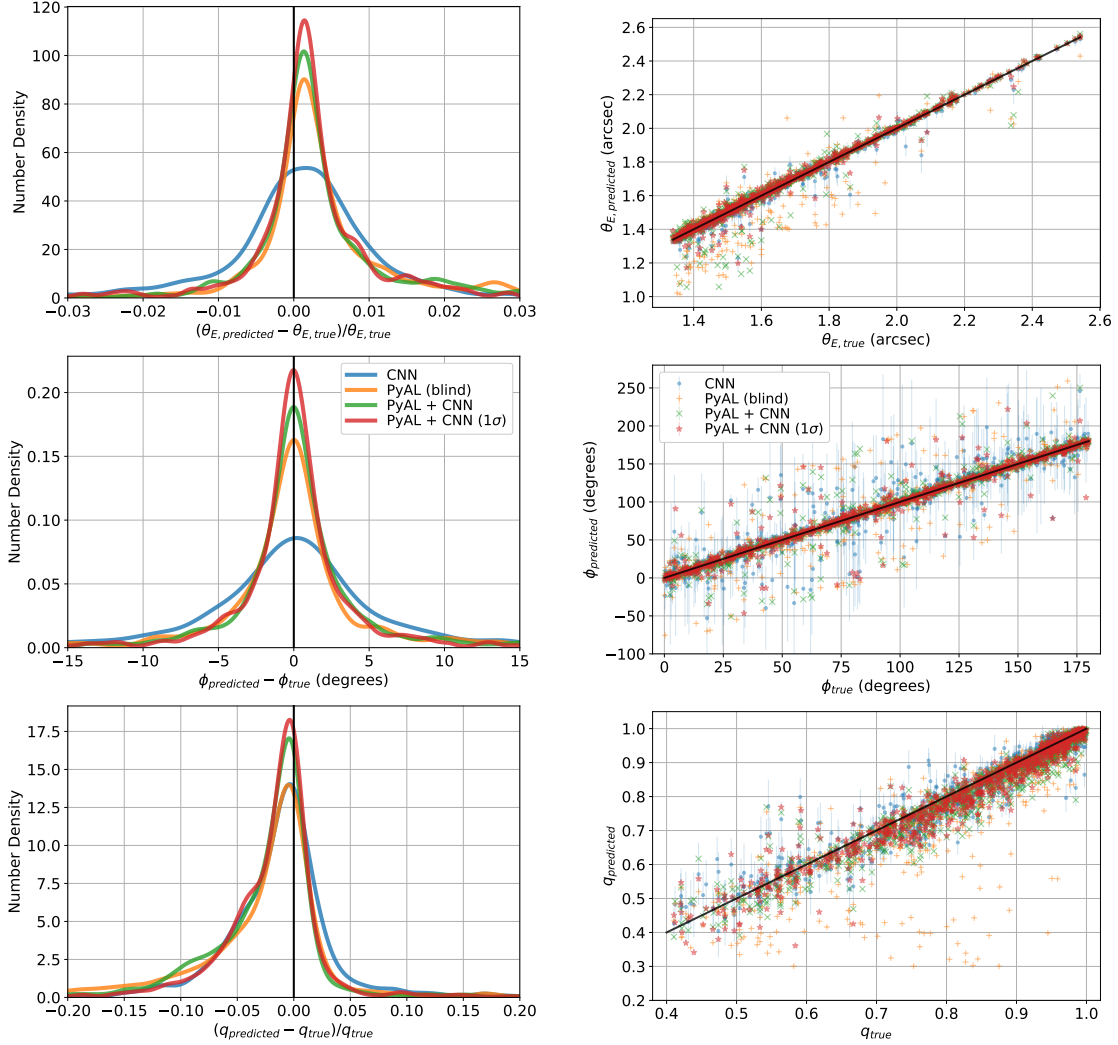 120
100
80
60
40
20
0
Number Density
−0.03 −0.02 −0.01 0.00 0.01 0.02 0.03
(θE,predicted − θE,true)/θE,true
2.6
2.4
2.2
2.0
1.8
1.6
1.4
1.2
1.0
θE,predicted (arcsec)
1.4 1.6 1.8 2.0 2.2 2.4 2.6
θE,true (arcsec)
0.20
0.15
0.10
0.05
0.00
Number Density
CNN
PyAL (blind)
PyAL + CNN
PyAL + CNN (1σ)
−15 −10 −5 0 5 10 15
ϕpredicted − ϕtrue (degrees)
250
200
150
100
50
0
−50
−100
ϕpredicted (degrees)
CNN
PyAL (blind)
PyAL + CNN
PyAL + CNN (1σ)
0 25 50 75 100 125 150 175
ϕtrue (degrees)
17.5
15.0
12.5
10.0
7.5
5.0
2.5
0.0
Number Density
−0.20 −0.15 −0.10 −0.05 0.00 0.05 0.10 0.15 0.20
(qpredicted − qtrue)/qtrue
1.0
0.9
0.8
0.7
0.6
0.5
0.4
0.3
0.2
qpredicted
0.4 0.5 0.6 0.7 0.8 0.9 1.0
qtrue